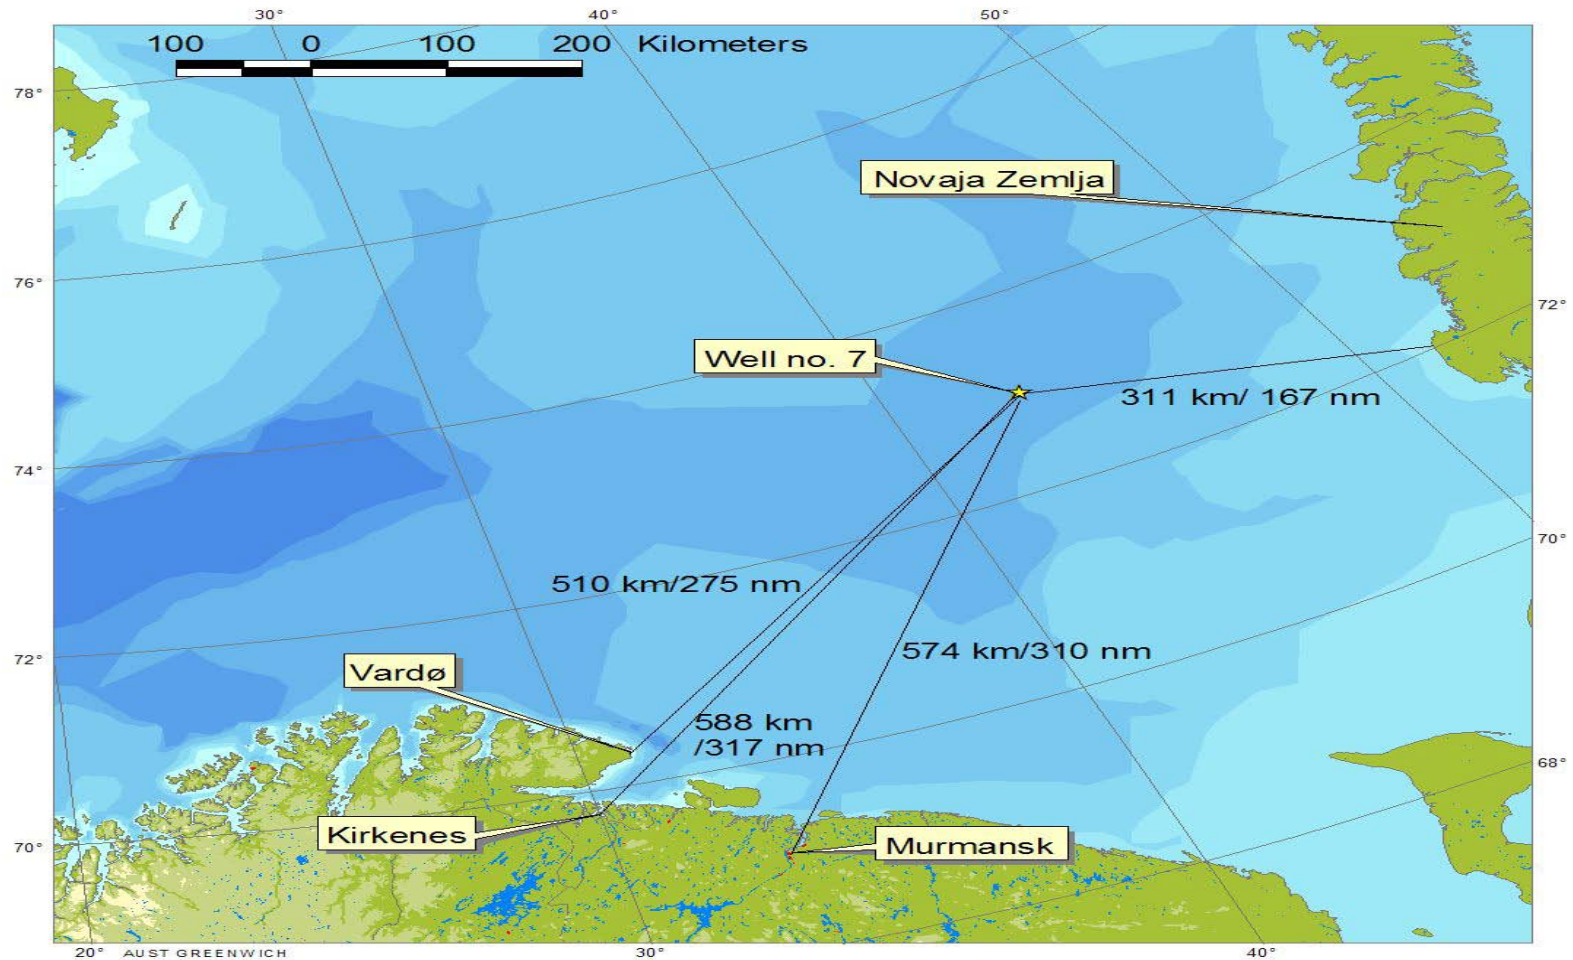 30° 40° 50°
100 0 100 200 Kilometers
78°
Novaja Zemlja
76°
72°
Well no. 7
311 km/ 167 nm
74°
70°
510 km/275 nm
574 km/310 nm
72°
Vardø
588 km
/317 nm
68°
Kirkenes
Murmansk
70°
20° AUST GREENWICH 30° 40°